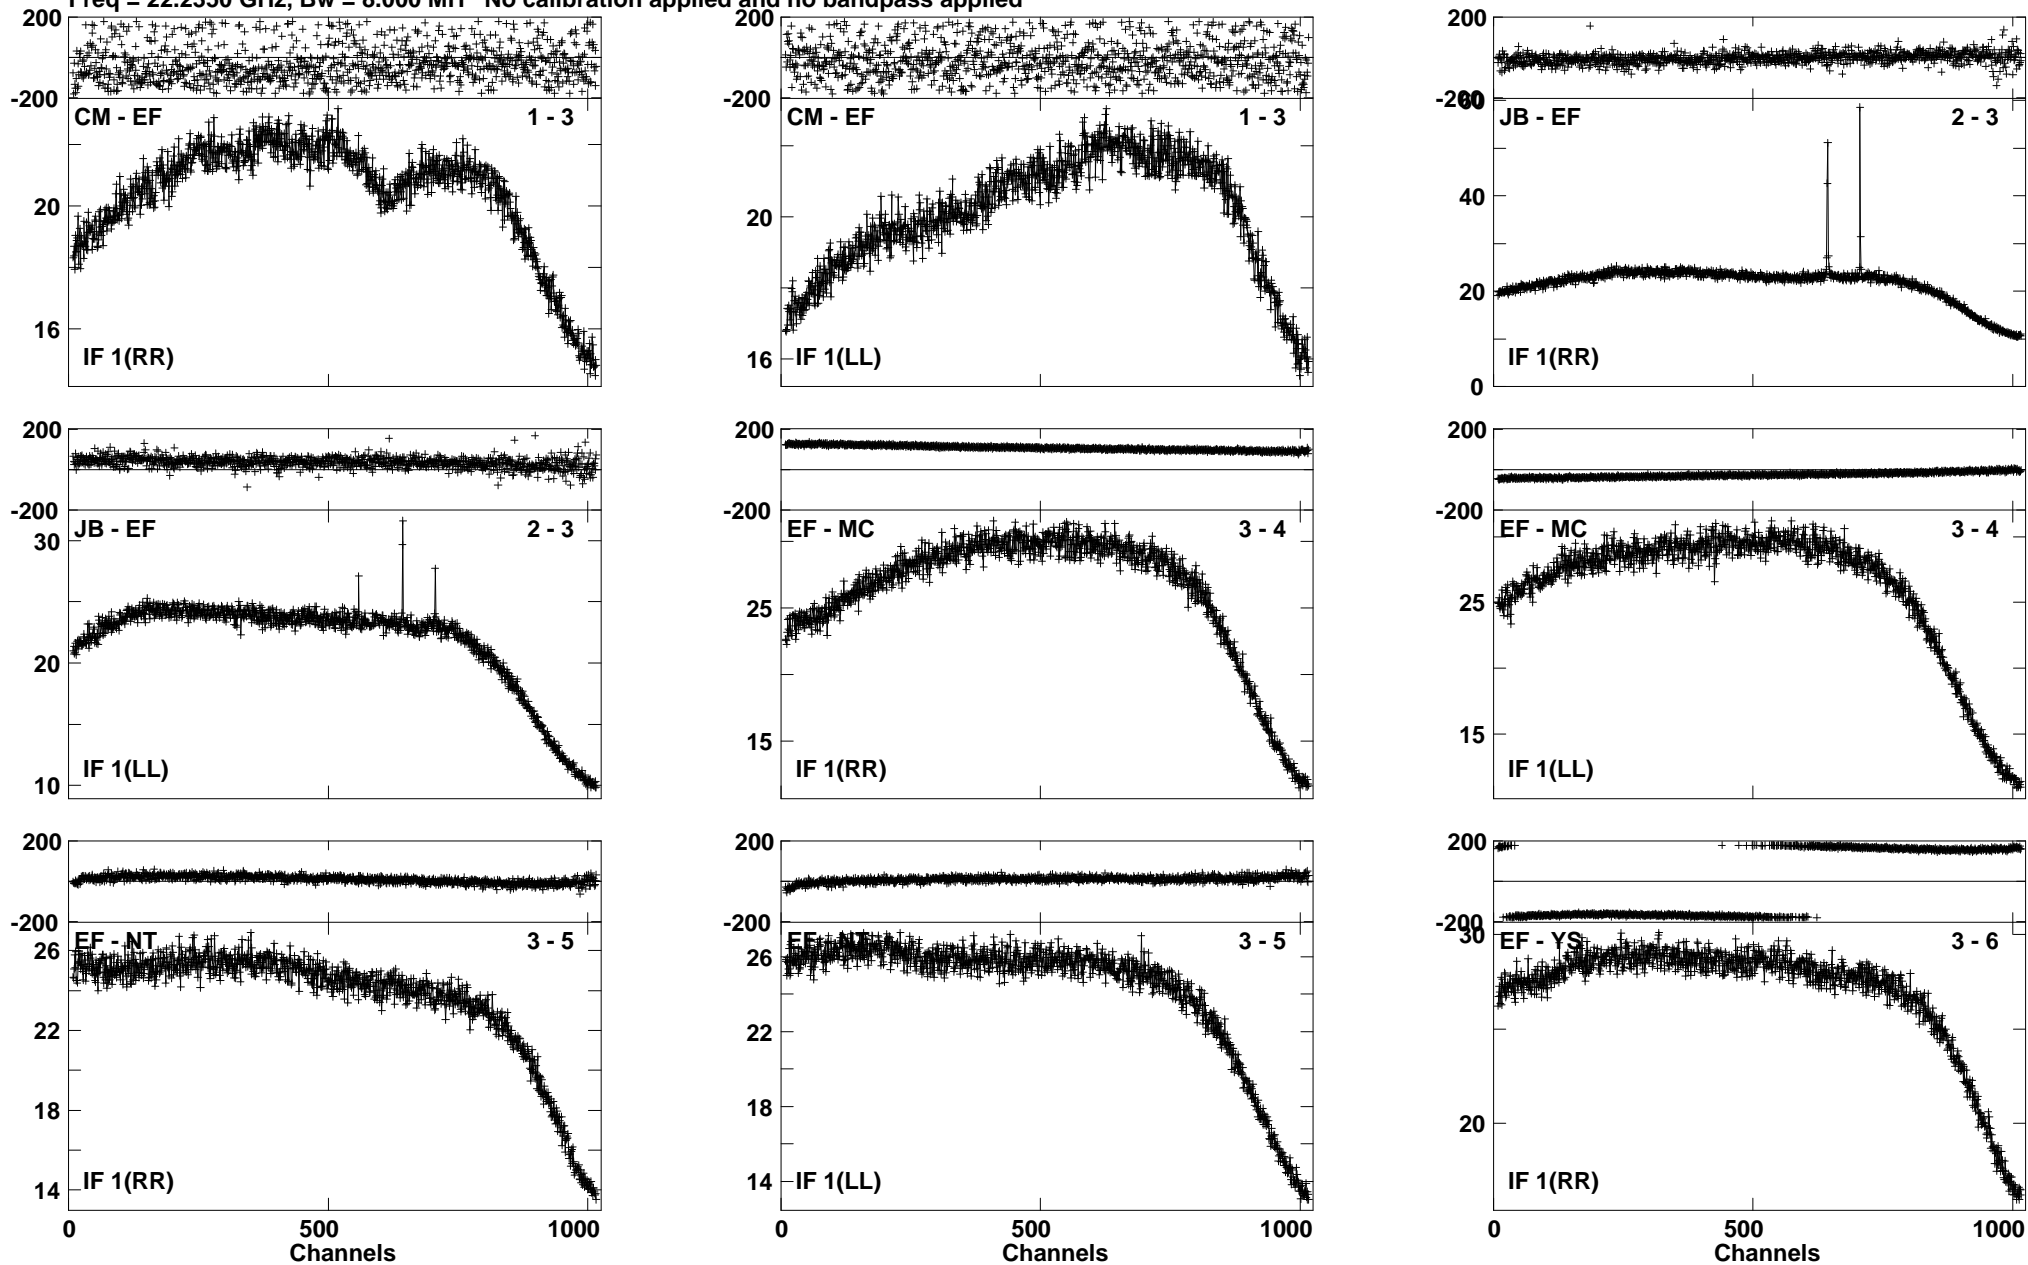 Freq = 22.2350 GHz, Bw = 8.000 MH No calibration applied and no bandpass applied
200 200 200
-200 -200 -200
60
CM - EF 1 - 3 CM - EF 1 - 3 JB - EF 2 - 3
40
20 20
20
16 16
IF 1(RR) IF 1(LL) IF 1(RR)
0
200 200 200
-200 -200 -200
JB - EF 2 - 3 EF - MC 3 - 4 EF - MC 3 - 4
30
25 25
20
15 15
IF 1(LL) IF 1(RR) IF 1(LL)
10
200 200 200
-200 -200 -200
30
EF - NT 3 - 5 EF - NT 3 - 5 EF - YS 3 - 6
26 26
22 22
20
18 18
IF 1(RR) IF 1(LL) IF 1(RR)
14 14
0 500 1000 0 500 1000 0 500 1000
Channels Channels Channels